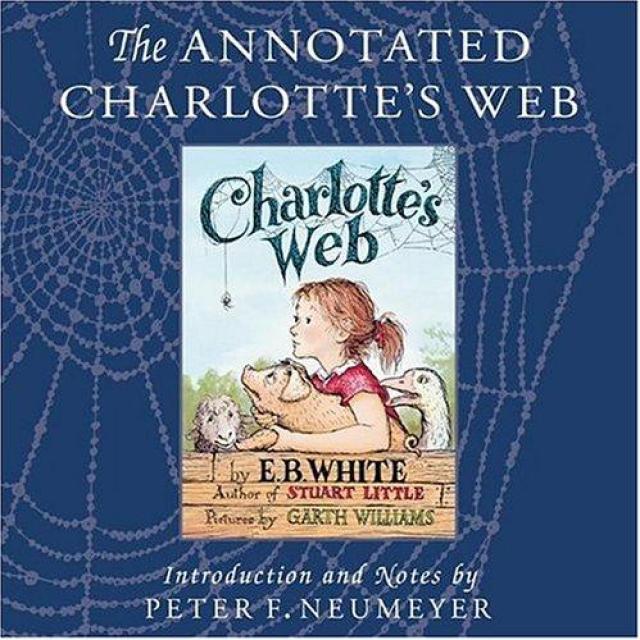 The ANNOTATED
CHARLOTTE'S WEB
Charlotte's
Web
by E.B. WHITE
Author of STUART LITTLE
Pictures by GARTH WILLIAMS
Introduction and Notes by
PETER F. NEUMEYER